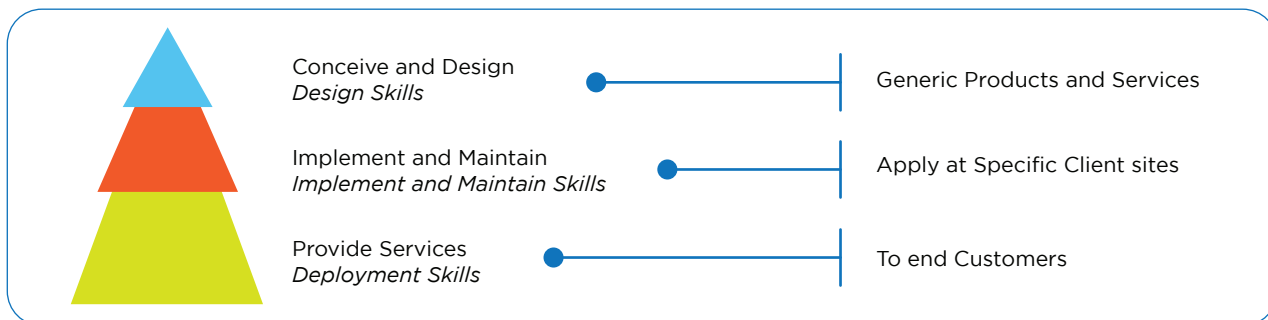 Conceive and Design
Design Skills
Generic Products and Services
Implement and Maintain
Implement and Maintain Skills
Apply at Specific Client sites
Provide Services
Deployment Skills
To end Customers